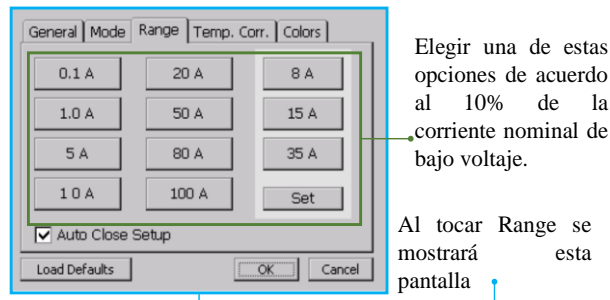 General Mode Range Temp. Corr. Colors
0.1 A 20 A 8 A
1.0 A 50 A 15 A
5 A 80 A 35 A
1 0 A 100 A Set
Auto Close Setup
Load Defaults OK Cancel
Elegir una de estas
opciones de acuerdo
al 10% de la
corriente nominal de
bajo voltaje.
Al tocar Range se
mostrará esta
pantalla